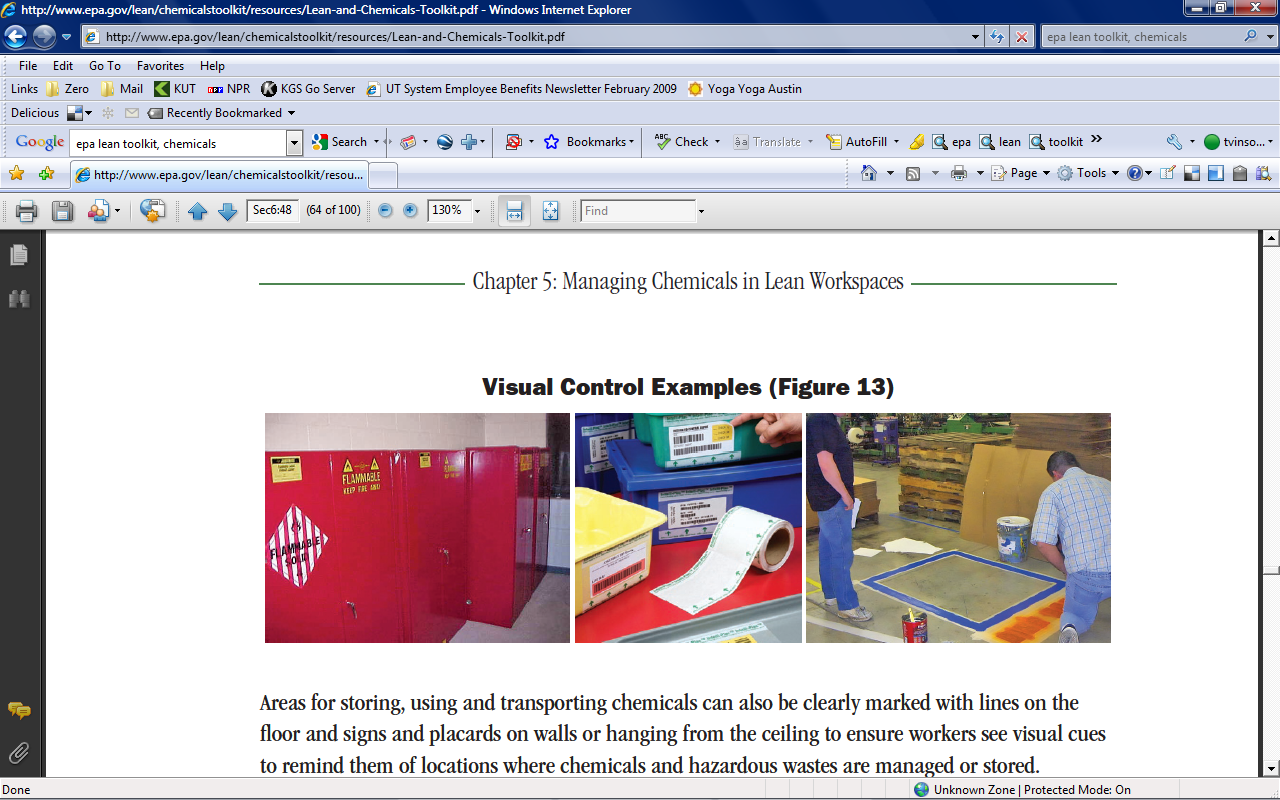 http://www.epa.gov/lean/chemicalstoolkit/resources/Lean-and-Chemicals-Toolkit.pdf - Windows Internet Explorer
http://www.epa.gov/lean/chemicalstoolkit/resources/Lean-and-Chemicals-Toolkit.pdf epa lean toolkit, chemicals
File Edit Go To Favorites Help
Links Zero Mail KUT NPR KGS Go Server UT System Employee Benefits Newsletter February 2009 Yoga Yoga Austin
Delicious Recently Bookmarked
Google epa lean toolkit, chemicals Search Bookmarks ABC Check Translate AutoFill epa lean toolkit tvinso...
http://www.epa.gov/lean/chemicalstoolkit/resou... Page Tools
Sec6:48 (64 of 100) 130% Find
Chapter 5: Managing Chemicals in Lean Workspaces
Visual Control Examples (Figure 13)
FLAMMABLE
KEEP FIRE AWAY
FLAMMABLE
SOLID
Areas for storing, using and transporting chemicals can also be clearly marked with lines on the
floor and signs and placards on walls or hanging from the ceiling to ensure workers see visual cues
to remind them of locations where chemicals and hazardous wastes are managed or stored.
Done Unknown Zone | Protected Mode: On